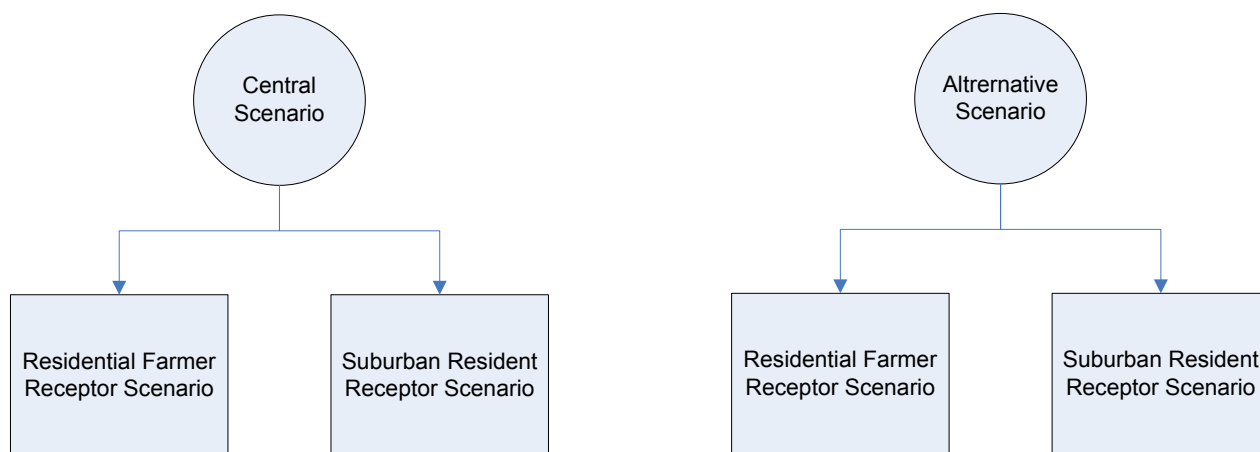 Central
Scenario
Altrernative
Scenario
Residential Farmer
Receptor Scenario
Suburban Resident
Receptor Scenario
Residential Farmer
Receptor Scenario
Suburban Resident
Receptor Scenario